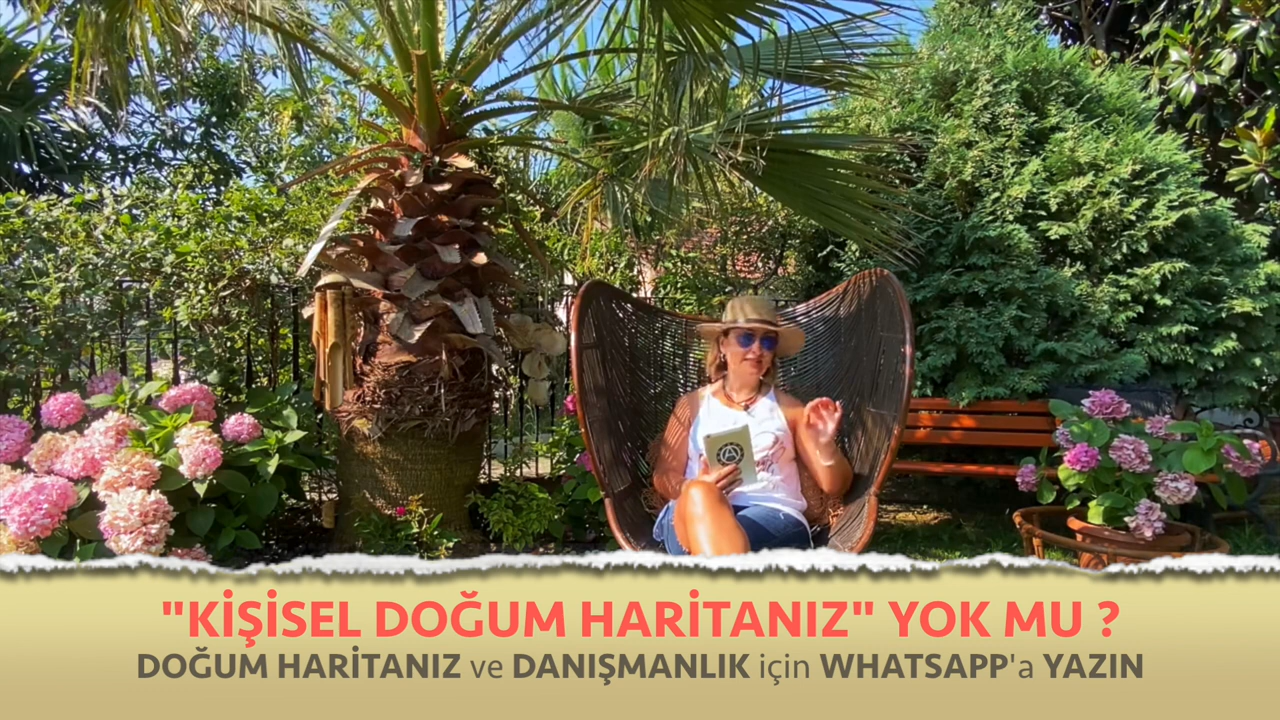 "KİŞİSEL DOĞUM HARİTANIZ" YOK MU ?
DOĞUM HARİTANIZ ve DANIŞMANLIK için WHATSAPP'a YAZIN